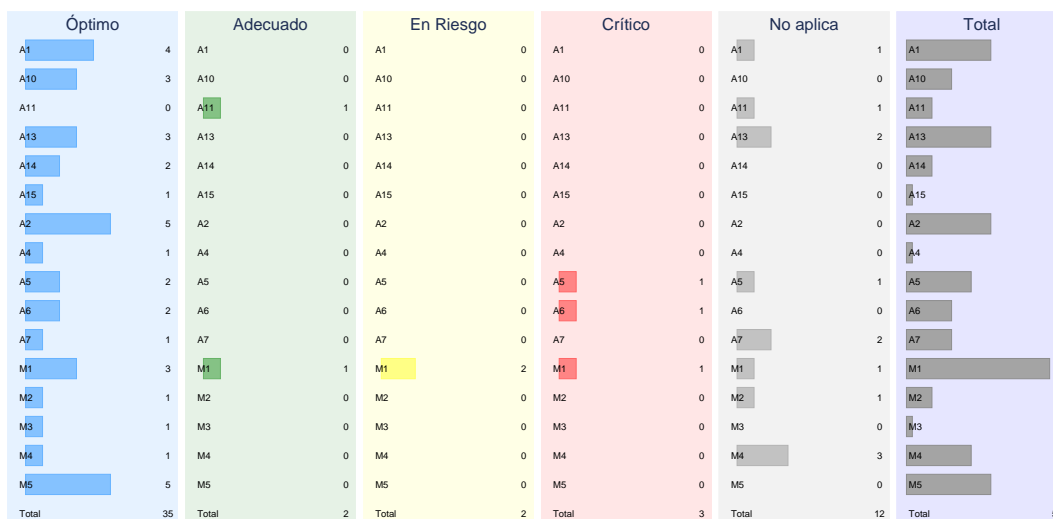 Óptimo Adecuado En Riesgo Crítico No aplica Total
A1 4 A1 0 A1 0 A1 0 A1 1 A1
A10 3 A10 0 A10 0 A10 0 A10 0 A10
A11 0 A11 1 A11 0 A11 0 A11 1 A11
A13 3 A13 0 A13 0 A13 0 A13 2 A13
A14 2 A14 0 A14 0 A14 0 A14 0 A14
A15 1 A15 0 A15 0 A15 0 A15 0 A15
A2 5 A2 0 A2 0 A2 0 A2 0 A2
A4 1 A4 0 A4 0 A4 0 A4 0 A4
A5 2 A5 0 A5 0 A5 1 A5 1 A5
A6 2 A6 0 A6 0 A6 1 A6 0 A6
A7 1 A7 0 A7 0 A7 0 A7 2 A7
M1 3 M1 1 M1 2 M1 1 M1 1 M1
M2 1 M2 0 M2 0 M2 0 M2 1 M2
M3 1 M3 0 M3 0 M3 0 M3 0 M3
M4 1 M4 0 M4 0 M4 0 M4 3 M4
M5 5 M5 0 M5 0 M5 0 M5 0 M5
Total 35 Total 2 Total 2 Total 3 Total 12 Total